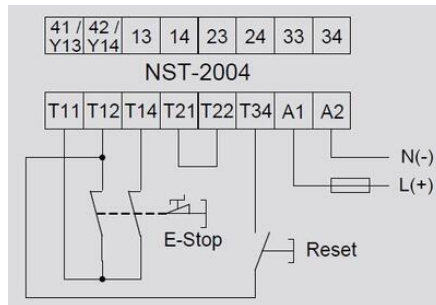 41 / 42 / 13 14 23 24 33 34
Y13 Y14
NST-2004
T11 T12 T14 T21 T22 T34 A1 A2
N(-)
L(+)
E-Stop
Reset